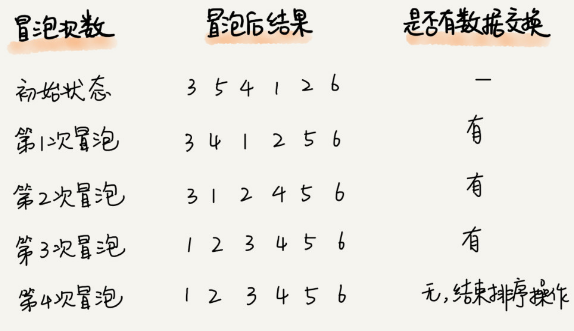 冒泡次数 冒泡后结果 是否有数据交换
初始状态 3 5 4 1 2 6 —
第1次冒泡 3 4 1 2 5 6 有
第2次冒泡 3 1 2 4 5 6 有
第3次冒泡 1 2 3 4 5 6 有
第4次冒泡 1 2 3 4 5 6 无,结束排序操作